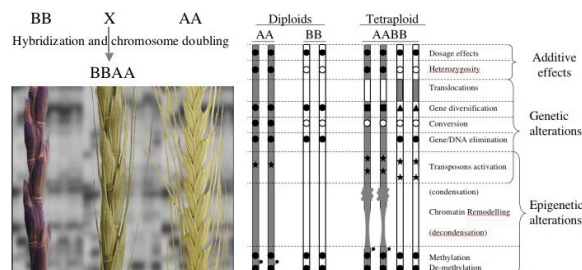 BB X AA
Hybridization and chromosome doubling
BBAA
Diploids Tetraploid
AA BB AABB
Dosage effects
Heterozygosity
Additive
effects
Translocations
Gene diversification
Conversion
Gene/DNA elimination
Genetic
alterations
Transposons activation
(condensation)
Chromatin Remodelling
(decondensation)
Methylation
De-methylation
Epigenetic
alterations